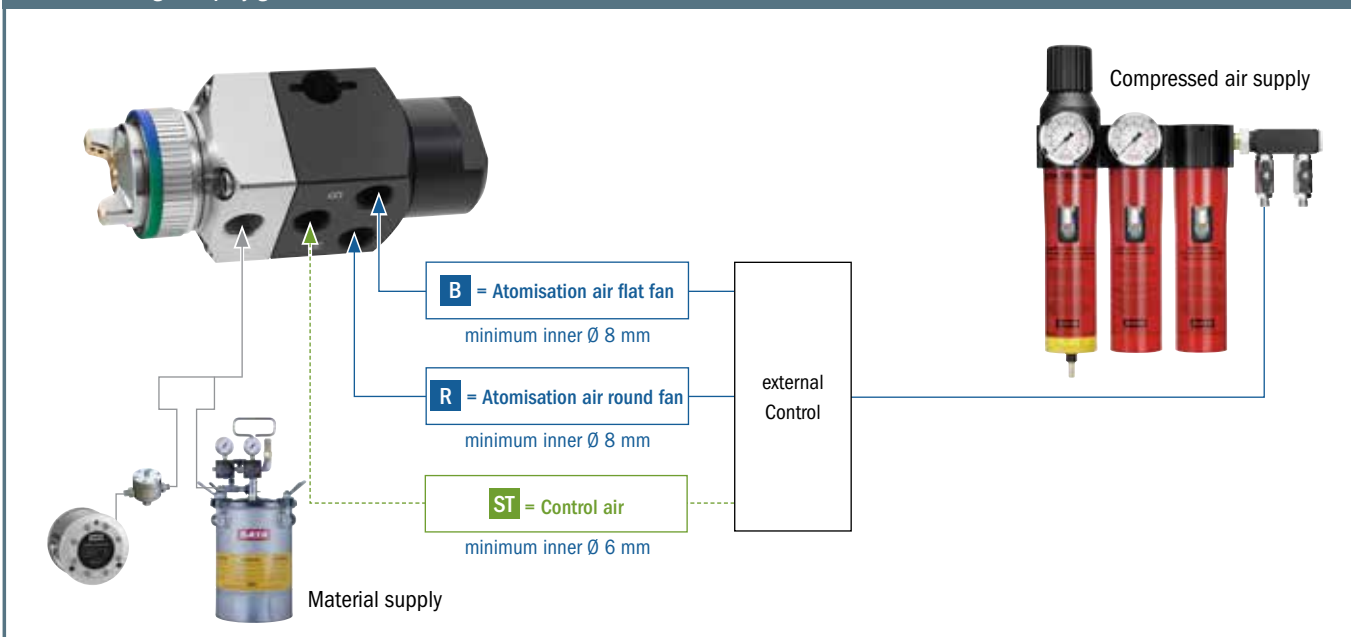 Compressed air supply
B = Atomisation air flat fan
minimum inner Ø 8 mm
R = Atomisation air round fan
minimum inner Ø 8 mm
external
Control
ST = Control air
minimum inner Ø 6 mm
Material supply
SATA